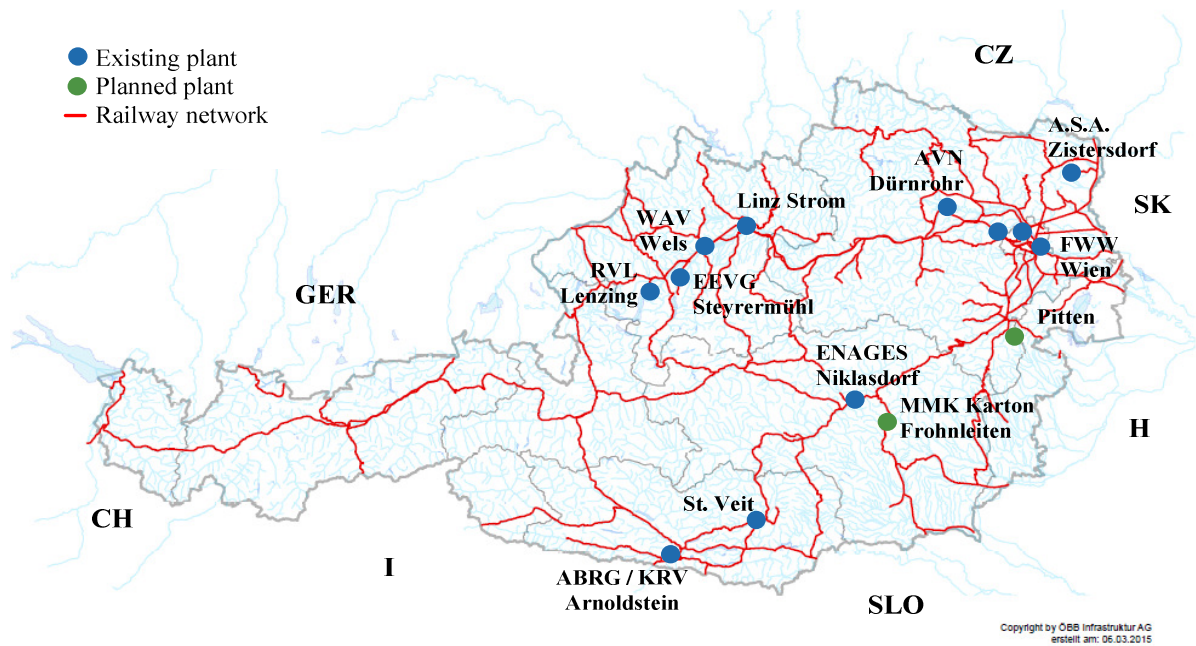 Existing plant
Planned plant
Railway network
CZ
A.S.A.
Zistersdorf
AVN
Dürnrohr
SK
Linz Strom
WAV
Wels
FWW
Wien
RVL
Lenzing
EEVG
Steyrermühl
GER
Pitten
ENAGES
Niklasdorf
MMK Karton
Frohnleiten
H
St. Veit
CH
I
ABRG / KRV
Arnoldstein
SLO
Copyright by ÖBB Infrastruktur AG
erstellt am: 06.03.2015